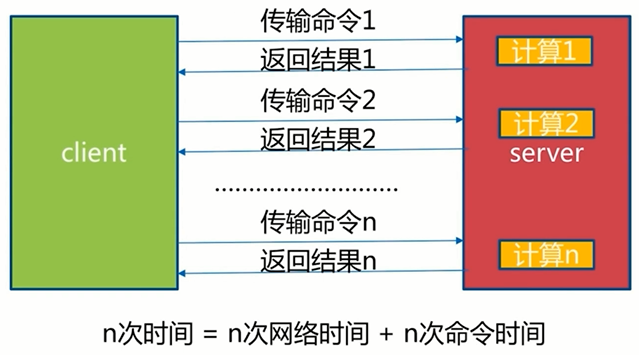 传输命令1
计算1
返回结果1
传输命令2
计算2
返回结果2
client
server
................................
传输命令n
计算n
返回结果n
n次时间 = n次网络时间 + n次命令时间